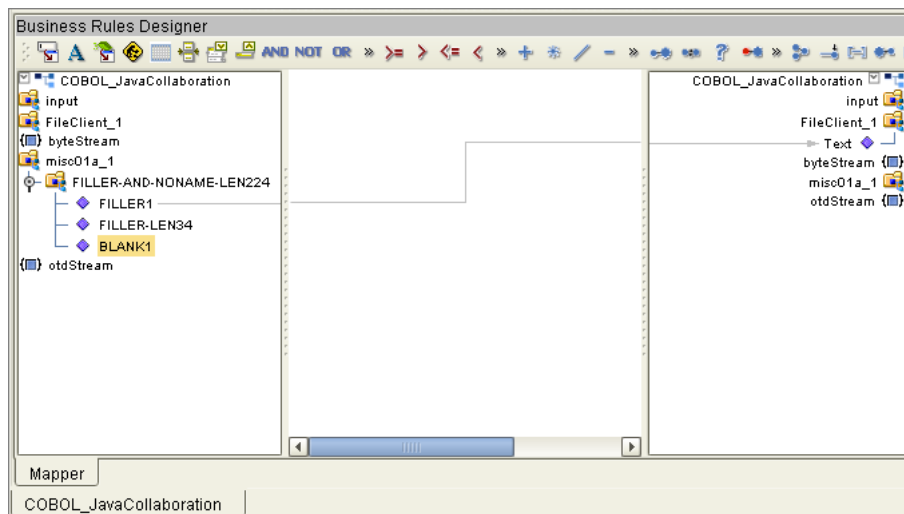 Business Rules Designer
A AND NOT OR » >= > <= < » + * / - » ? »
COBOL_JavaCollaboration
input
FileClient_1
byteStream
misc01a_1
FILLER-AND-NONAME-LEN224
FILLER1
FILLER-LEN34
BLANK1
otdStream
COBOL_JavaCollaboration
input
FileClient_1
Text
byteStream
misc01a_1
otdStream
Mapper
COBOL_JavaCollaboration